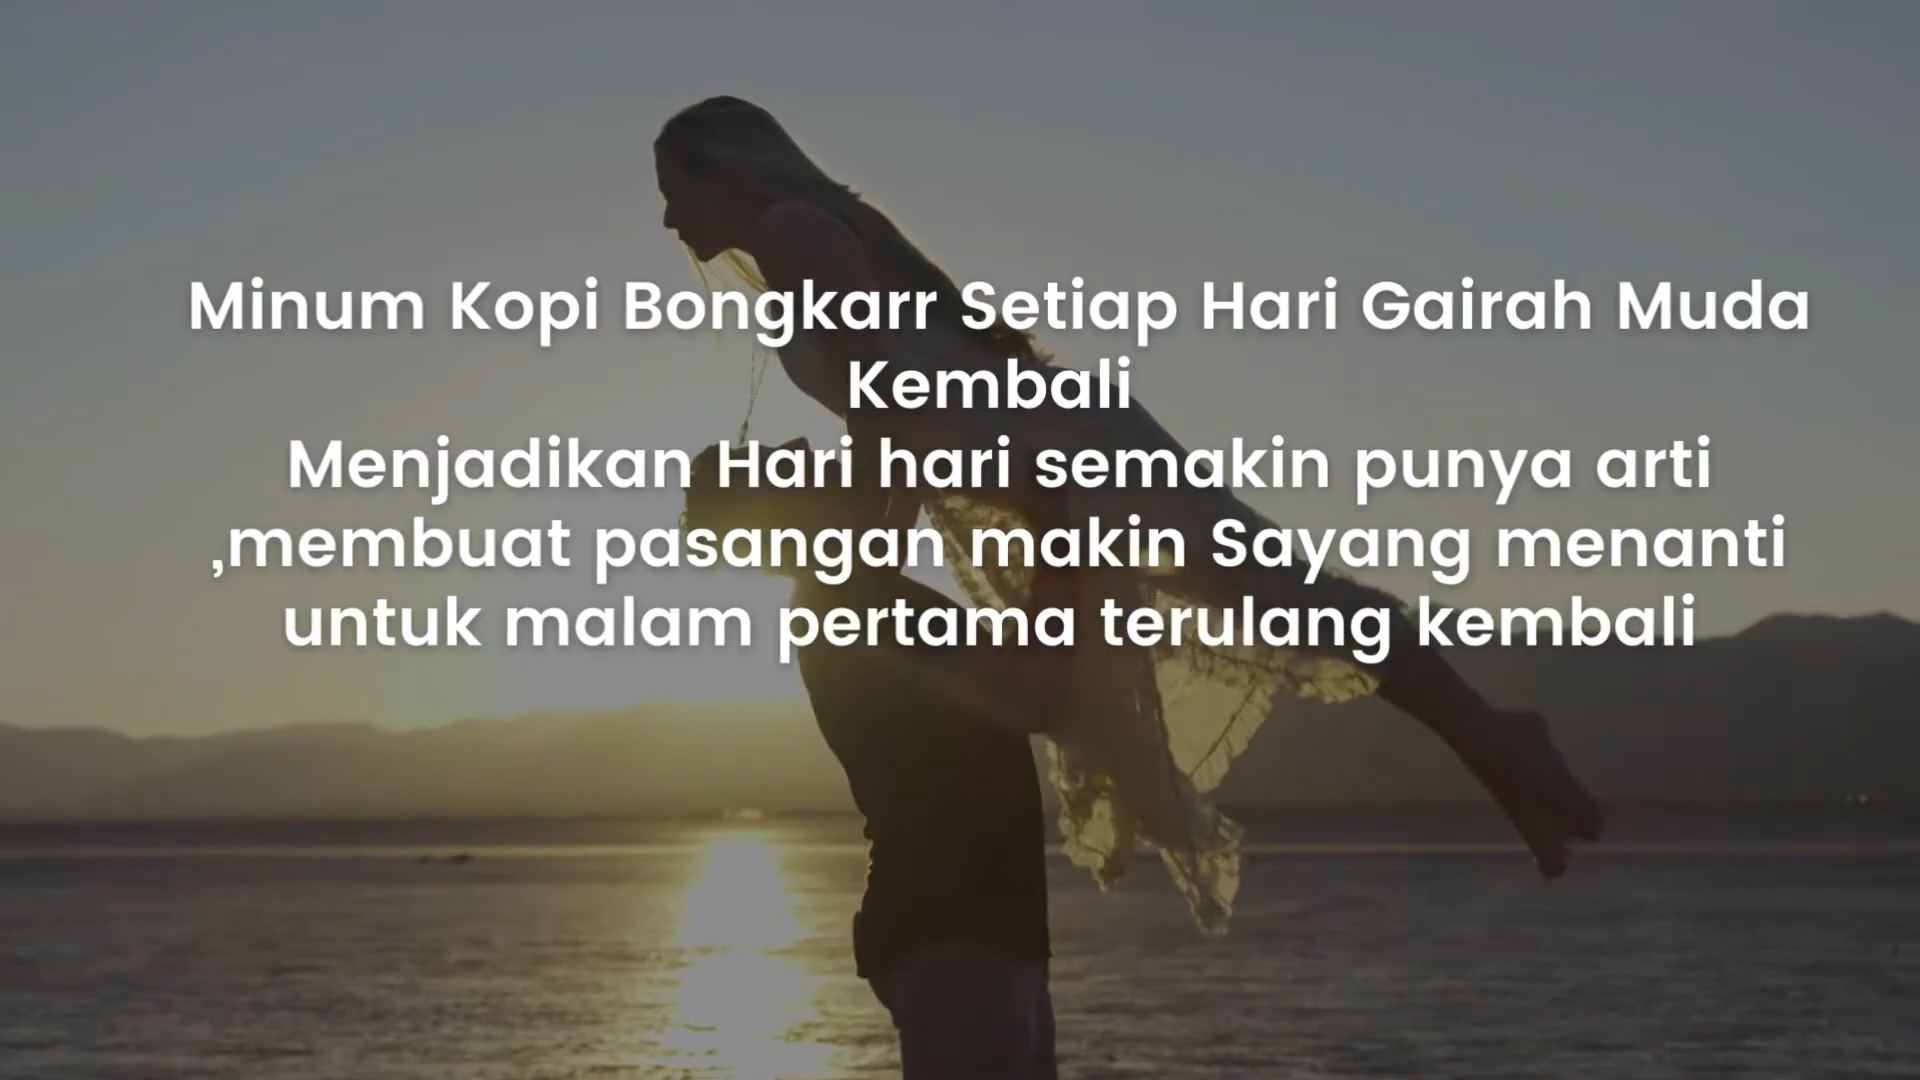 Minum Kopi Bongkarr Setiap Hari Gairah Muda
Kembali
Menjadikan Hari hari semakin punya arti
,membuat pasangan makin Sayang menanti
untuk malam pertama terulang kembali